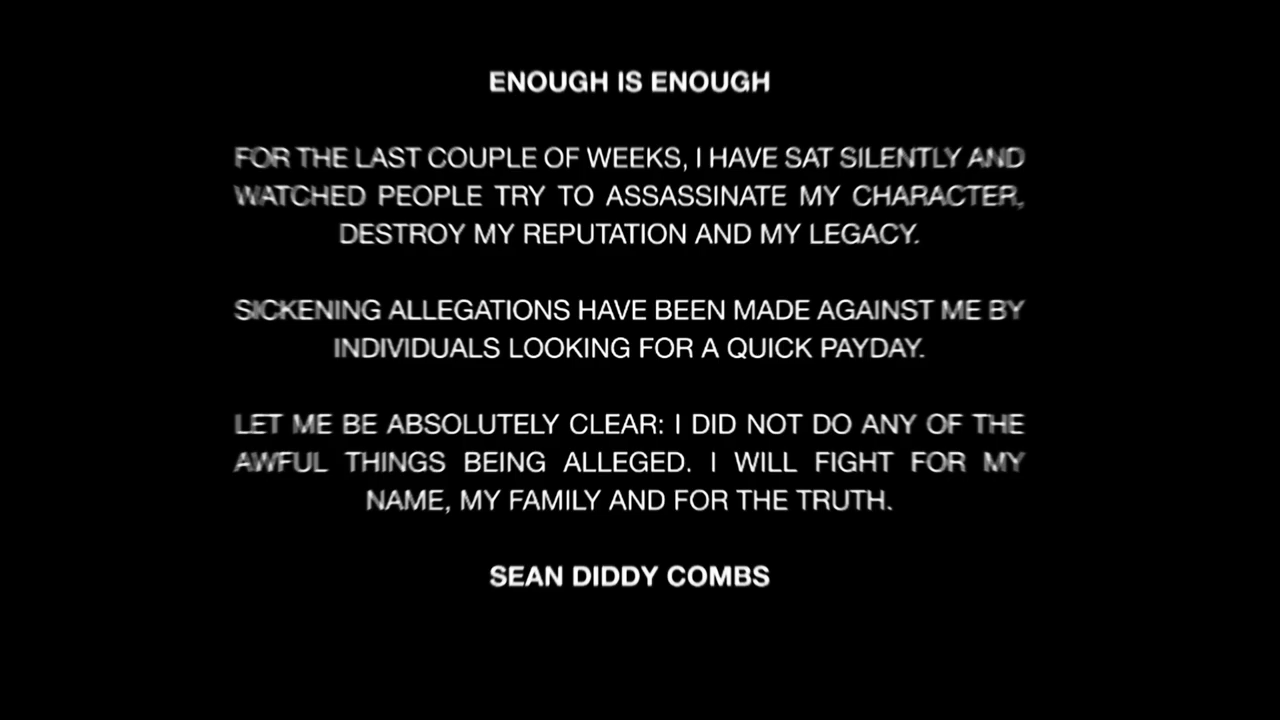 ENOUGH IS ENOUGH
FOR THE LAST COUPLE OF WEEKS, I HAVE SAT SILENTLY AND
WATCHED PEOPLE TRY TO ASSASSINATE MY CHARACTER,
DESTROY MY REPUTATION AND MY LEGACY.
SICKENING ALLEGATIONS HAVE BEEN MADE AGAINST ME BY
INDIVIDUALS LOOKING FOR A QUICK PAYDAY.
LET ME BE ABSOLUTELY CLEAR: I DID NOT DO ANY OF THE
AWFUL THINGS BEING ALLEGED. I WILL FIGHT FOR MY
NAME, MY FAMILY AND FOR THE TRUTH.
SEAN DIDDY COMBS